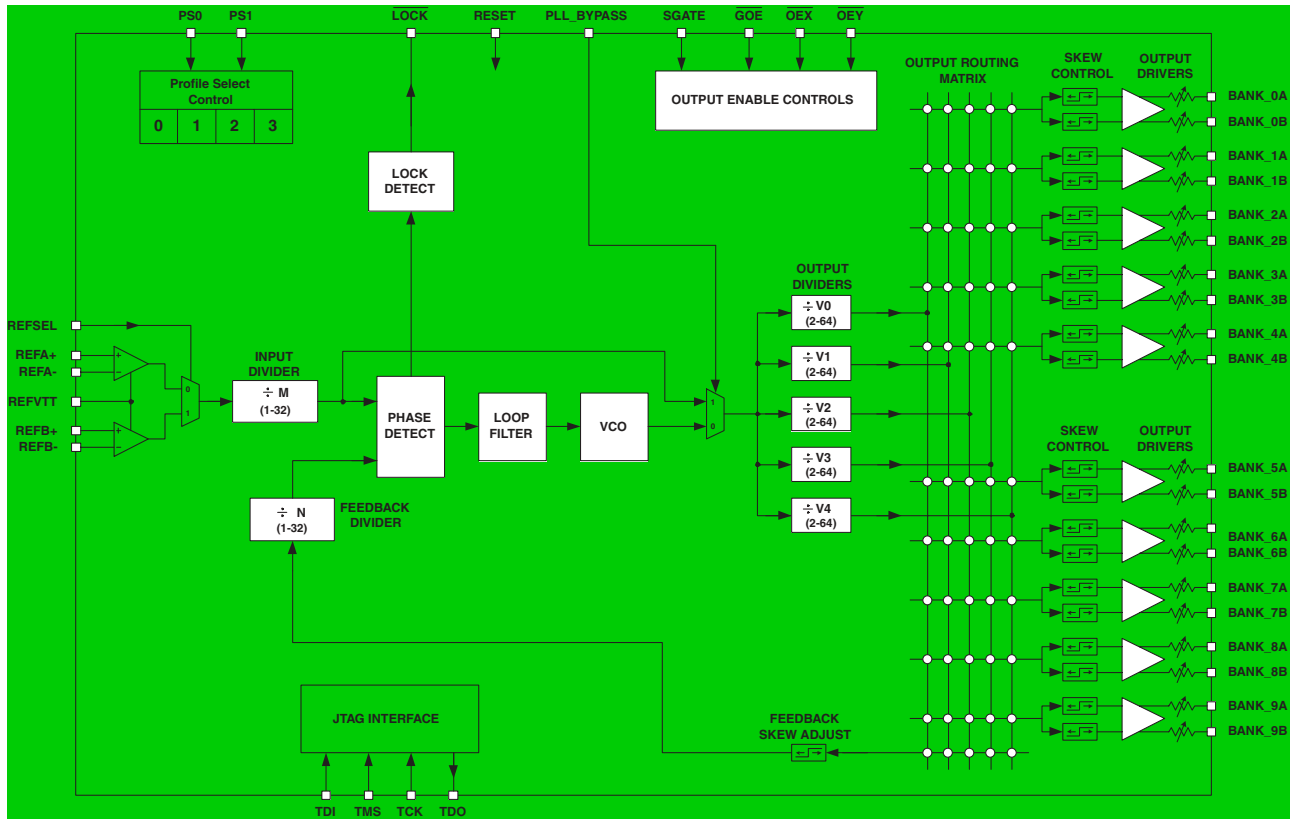 PS0 PS1 LOCK RESET PLL_BYPASS SGATE GOE OEX OEY
Profile Select
Control
0 1 2 3
OUTPUT ENABLE CONTROLS
OUTPUT ROUTING
MATRIX
SKEW
CONTROL
OUTPUT
DRIVERS
BANK_0A
BANK_0B
BANK_1A
BANK_1B
BANK_2A
BANK_2B
BANK_3A
BANK_3B
BANK_4A
BANK_4B
LOCK
DETECT
OUTPUT
DIVIDERS
÷ V0
(2-64)
÷ V1
(2-64)
÷ V2
(2-64)
÷ V3
(2-64)
÷ V4
(2-64)
REFSEL
REFA+
REFA-
REFVTT
REFB+
REFB-
+
−
+
−
0
1
INPUT
DIVIDER
÷ M
(1-32)
PHASE
DETECT
LOOP
FILTER
VCO
1
0
÷ N
(1-32)
FEEDBACK
DIVIDER
SKEW
CONTROL
OUTPUT
DRIVERS
BANK_5A
BANK_5B
BANK_6A
BANK_6B
BANK_7A
BANK_7B
BANK_8A
BANK_8B
BANK_9A
BANK_9B
JTAG INTERFACE
FEEDBACK
SKEW ADJUST
TDI TMS TCK TDO